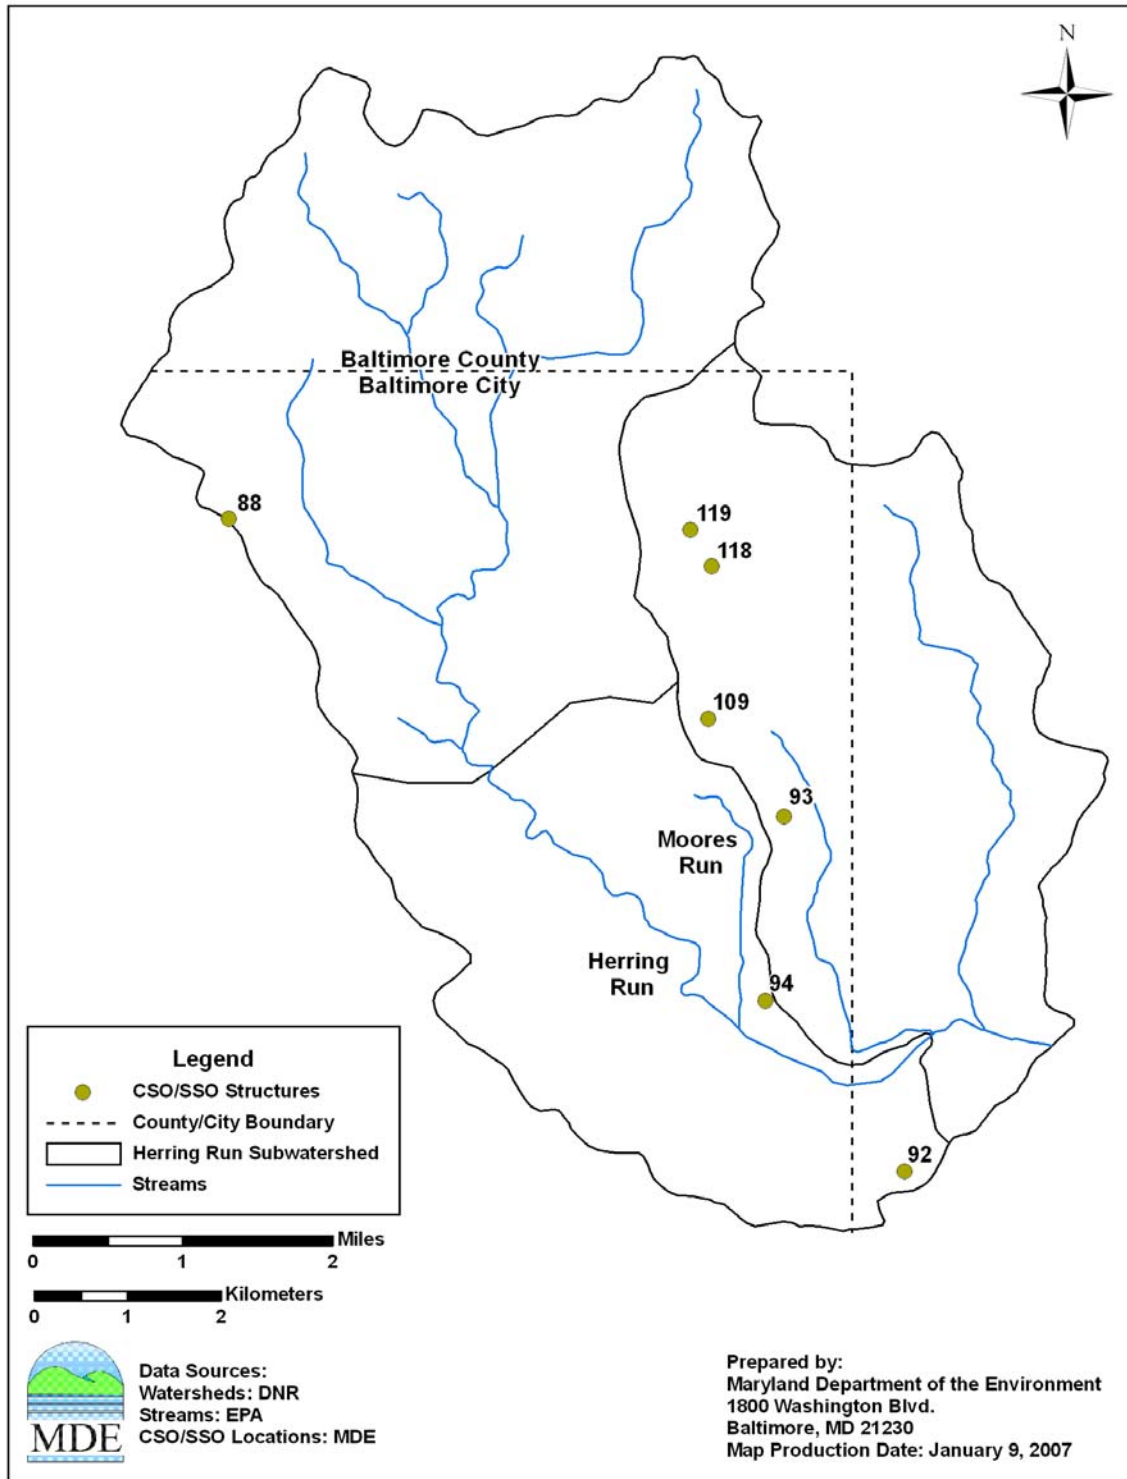 N
Baltimore County
Baltimore City
88
119
118
109
93
Moores
Run
Herring
Run
94
92
Legend
CSO/SSO Structures
County/City Boundary
Herring Run Subwatershed
Streams
Miles
0 1 2
Kilometers
0 1 2
MDE
Data Sources:
Watersheds: DNR
Streams: EPA
CSO/SSO Locations: MDE
Prepared by:
Maryland Department of the Environment
1800 Washington Blvd.
Baltimore, MD 21230
Map Production Date: January 9, 2007